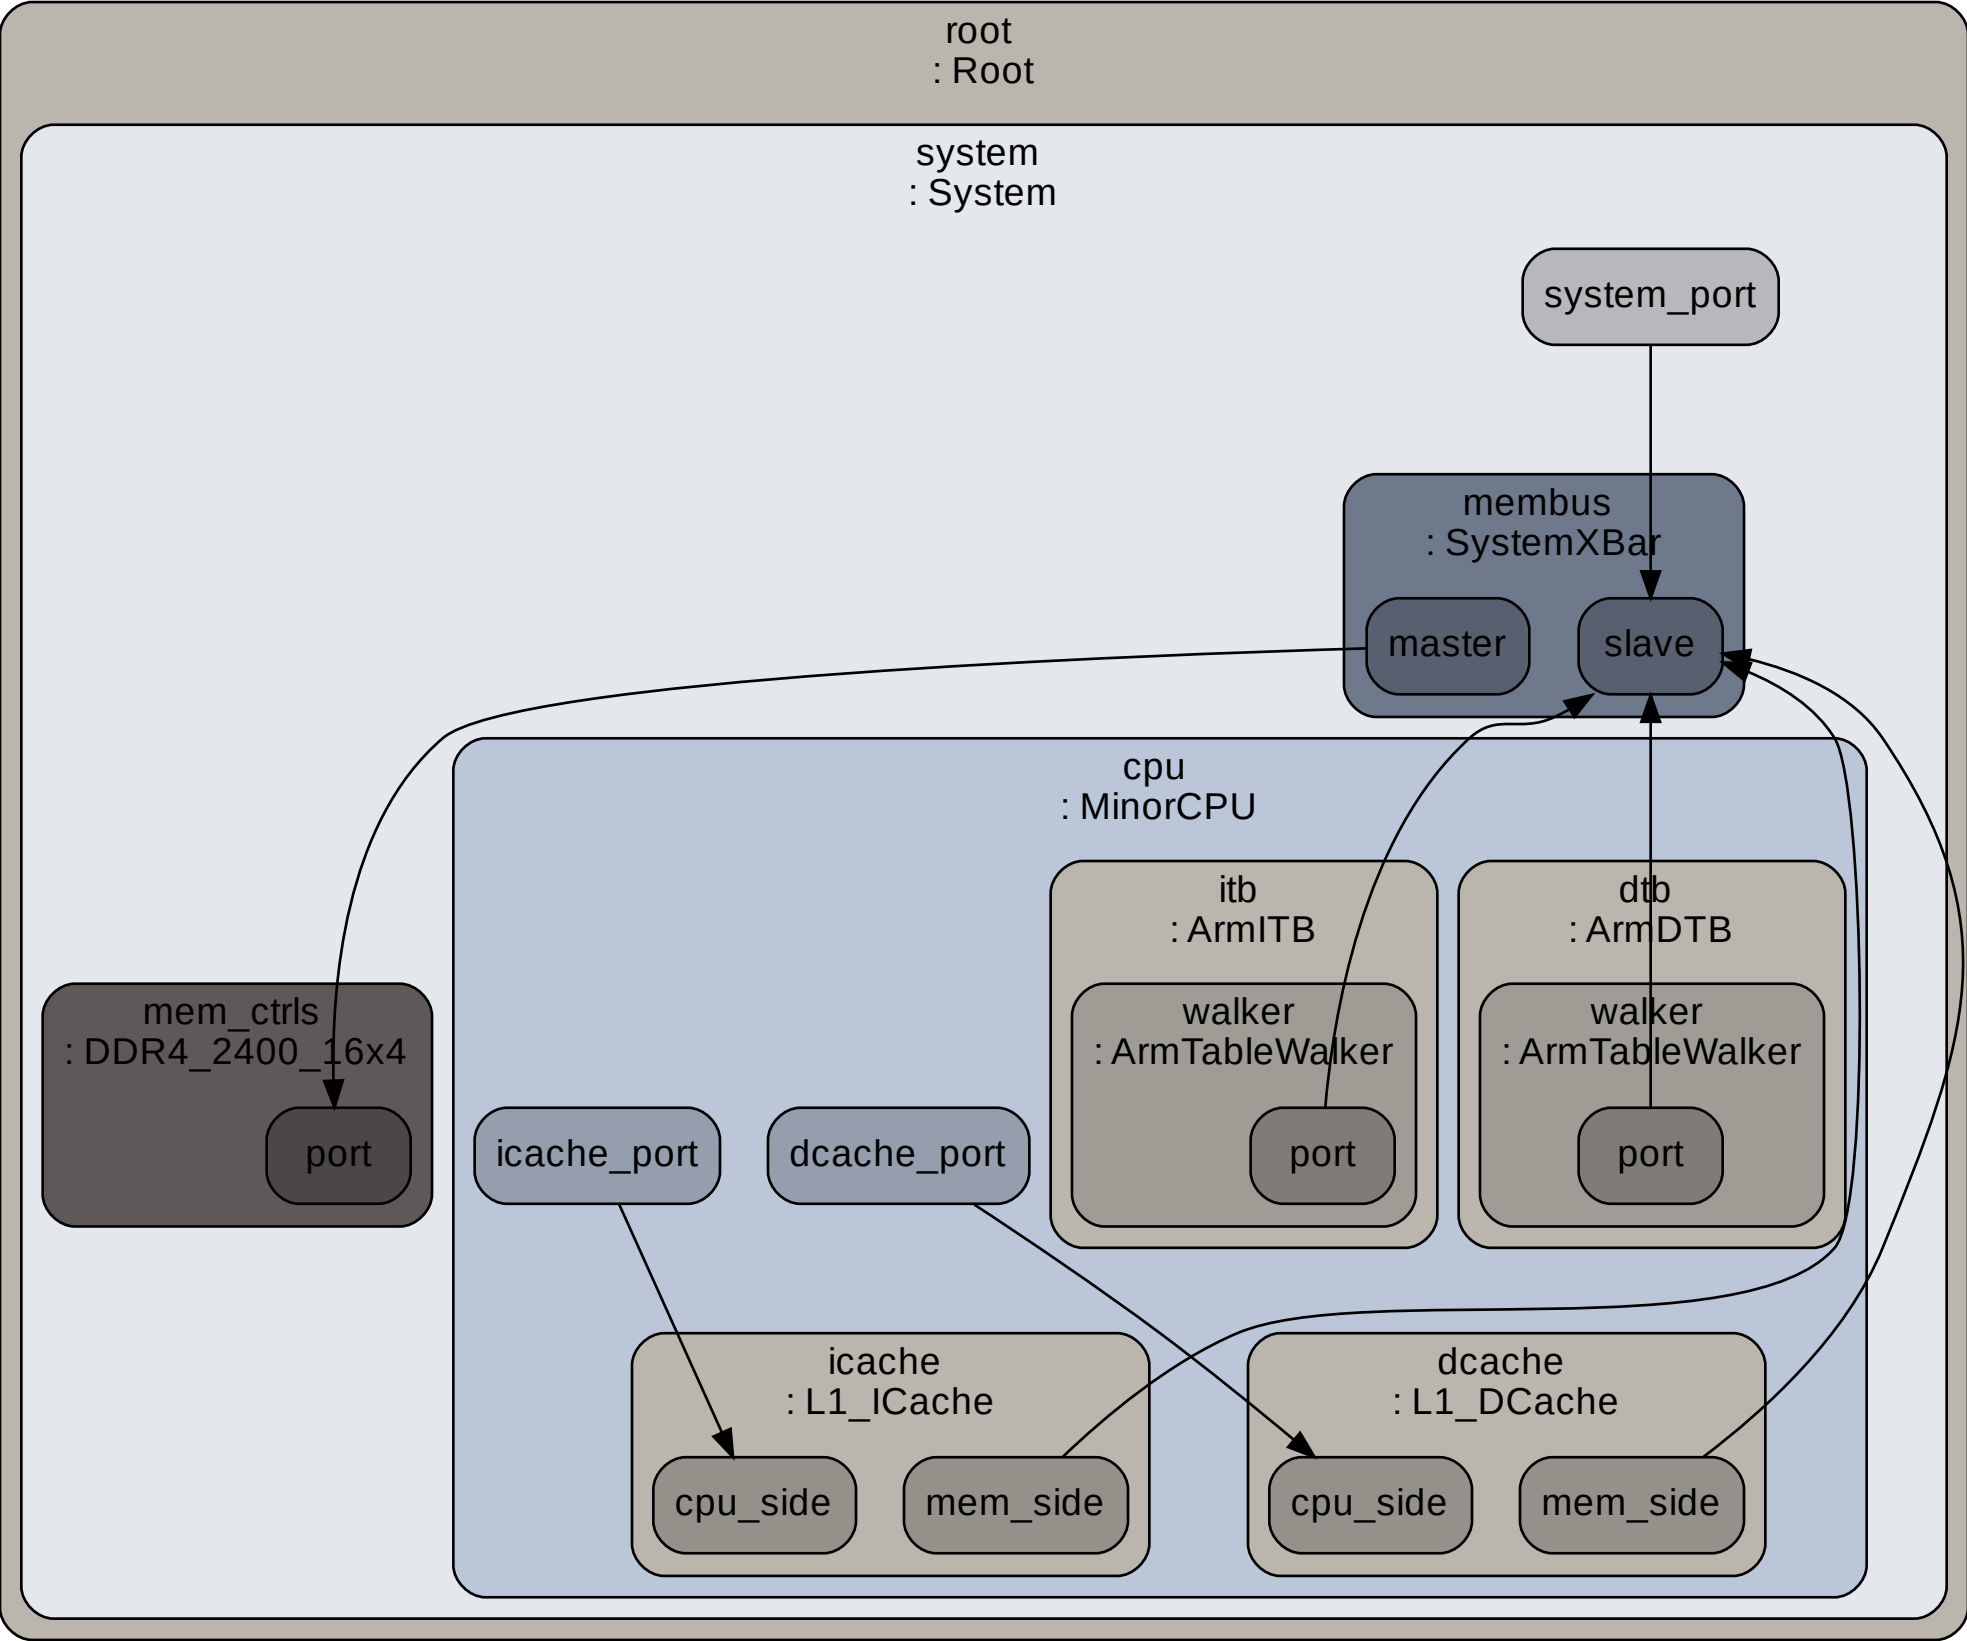 root
: Root
system
: System
system_port
membus
: SystemXBar
master
slave
cpu
: MinorCPU
itb
: ArmITB
dtb
: ArmDTB
mem_ctrls
: DDR4_2400_16x4
walker
: ArmTableWalker
walker
: ArmTableWalker
port
icache_port
dcache_port
port
port
icache
: L1_ICache
dcache
: L1_DCache
cpu_side
mem_side
cpu_side
mem_side